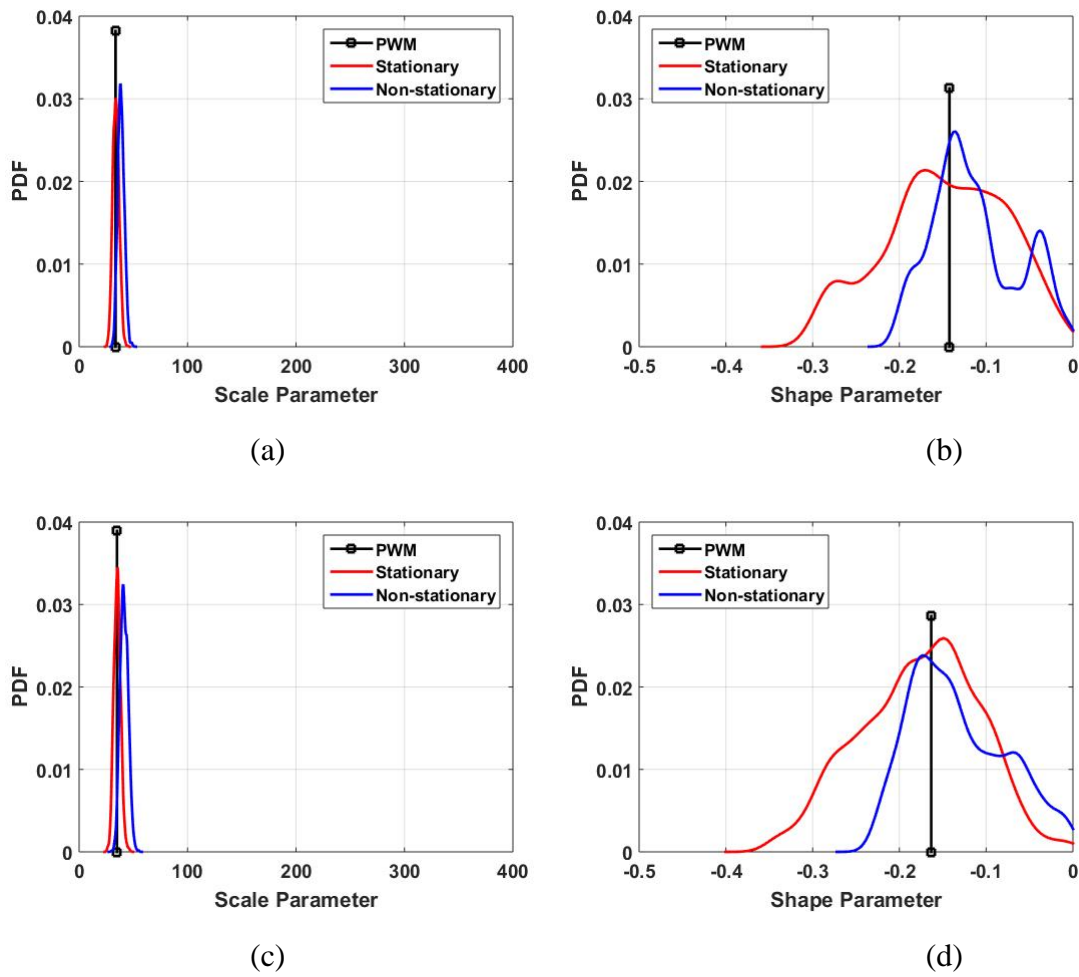 0.04
0.03
0.02
0.01
0
PDF
PWM
Stationary
Non-stationary
0 100 200 300 400
Scale Parameter
(a)
0.04
0.03
0.02
0.01
0
PDF
PWM
Stationary
Non-stationary
-0.5 -0.4 -0.3 -0.2 -0.1 0
Shape Parameter
(b)
0.04
0.03
0.02
0.01
0
PDF
PWM
Stationary
Non-stationary
0 100 200 300 400
Scale Parameter
(c)
0.04
0.03
0.02
0.01
0
PDF
PWM
Stationary
Non-stationary
-0.5 -0.4 -0.3 -0.2 -0.1 0
Shape Parameter
(d)